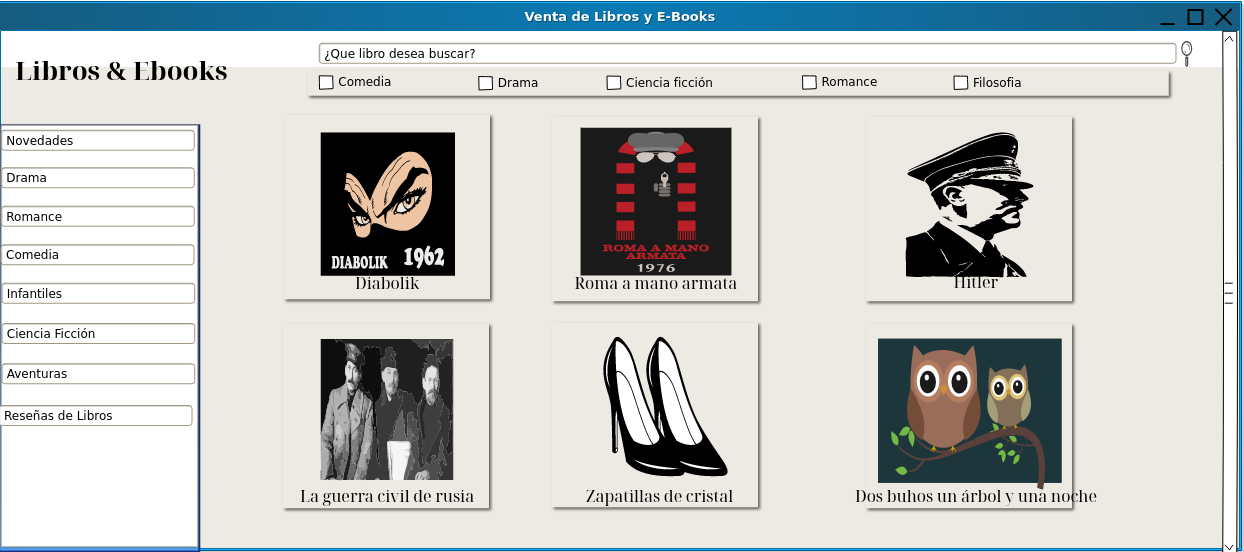 Venta de Libros y E-Books
¿Que libro desea buscar?
Libros & Ebooks
Comedia
Drama
Ciencia ficción
Romance
Filosofia
Novedades
Drama
Romance
Comedia
Infantiles
Ciencia Ficción
Aventuras
Reseñas de Libros
DIABOLIK 1962
Diabolik
ROMA A MANO
ARMATA
1976
Roma a mano armata
Hitler
La guerra civil de rusia
Zapatillas de cristal
Dos buhos un árbol y una noche